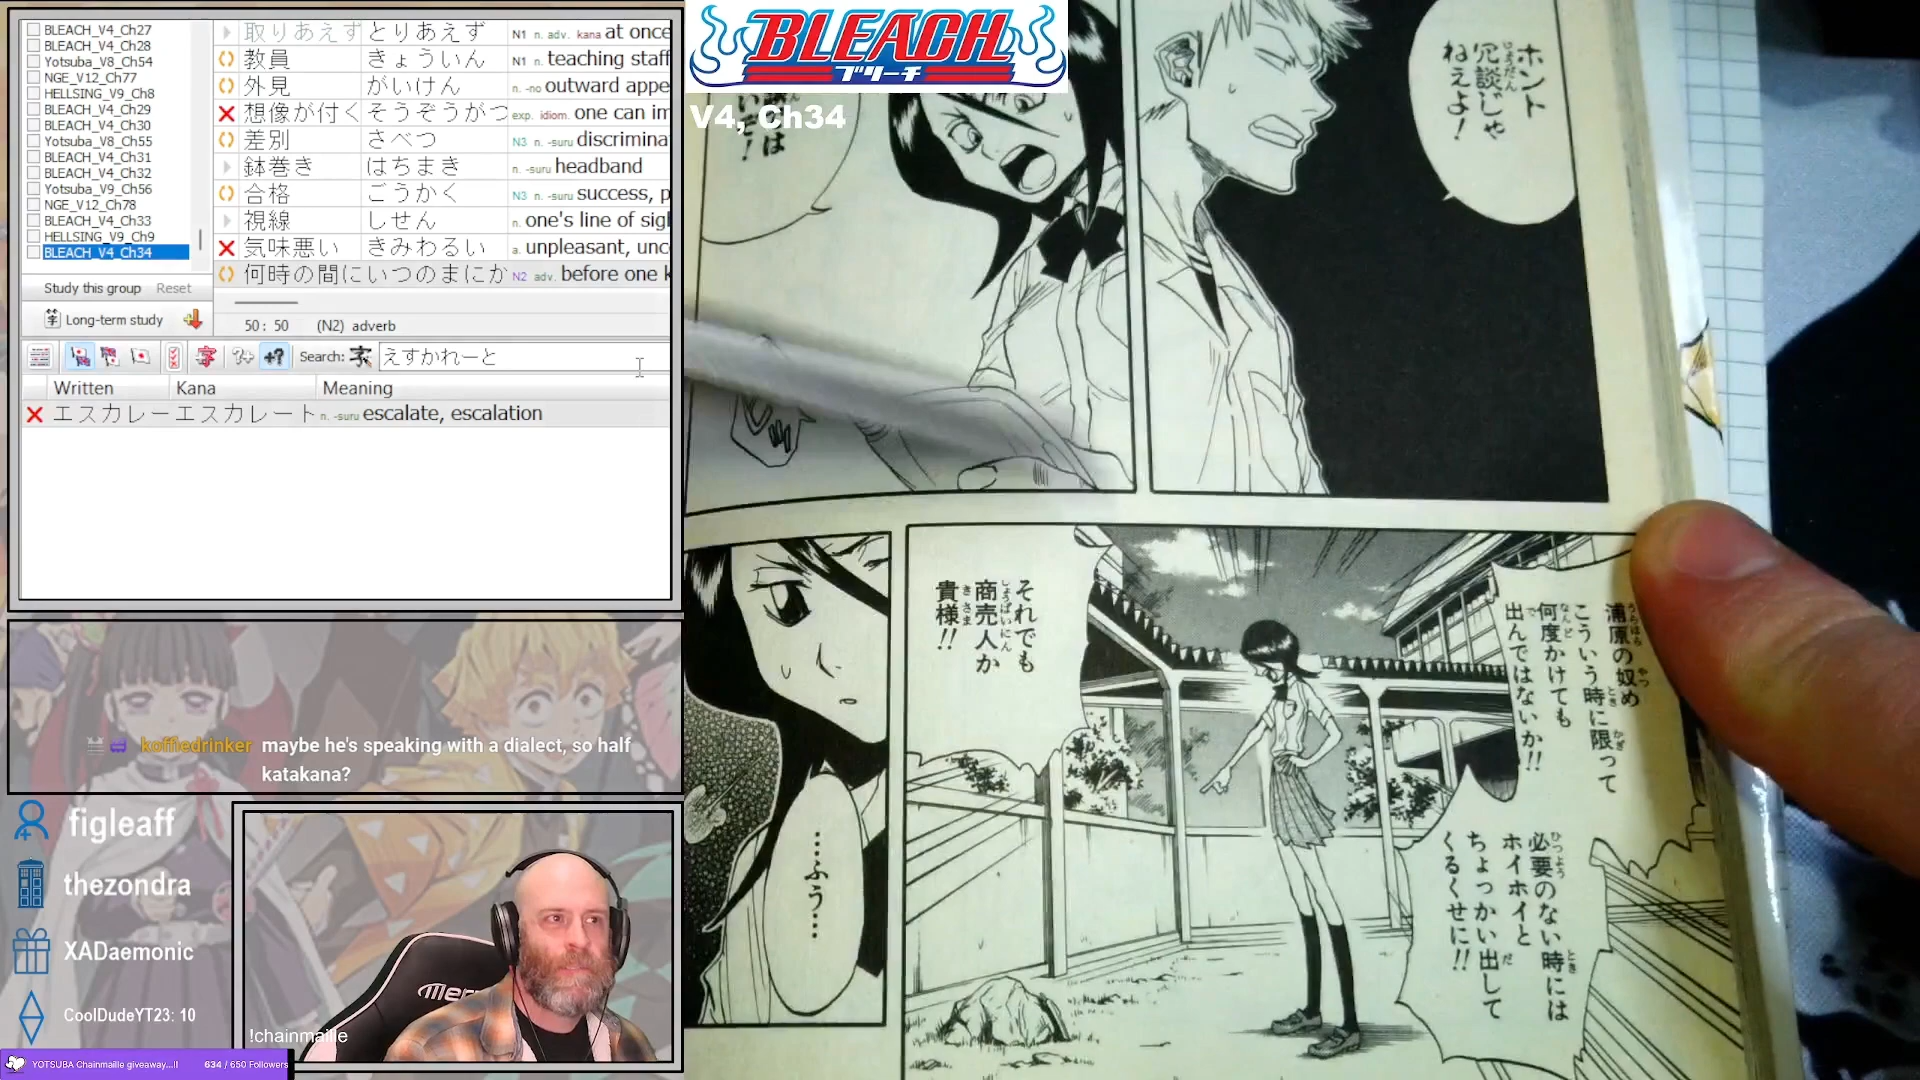 BLEACH_V4_Ch27
BLEACH_V4_Ch28
Yotsuba_V8_Ch54
NGE_V12_Ch77
HELLSING_V9_Ch8
BLEACH_V4_Ch29
BLEACH_V4_Ch30
Yotsuba_V8_Ch55
BLEACH_V4_Ch31
BLEACH_V4_Ch32
Yotsuba_V9_Ch56
NGE_V12_Ch78
BLEACH_V4_Ch33
HELLSING_V9_Ch9
BLEACH_V4_Ch34
Study this group Reset
Long-term study
取りあえず とりあえず N1 n. adv. kana at once
教員 きょういん N1 n. teaching staff
外見 がいけん n. -no outward appe
想像が付く そうぞうがつ exp. idiom. one can im
差別 さべつ N3 n. -suru discrimina
鉢巻き はちまき n. -suru headband
合格 ごうかく N3 n. -suru success, p
視線 しせん n. one's line of sigl
気味悪い きみわるい a. unpleasant, unc
何時の間に いつのまにか N2 adv. before one k
50 : 50 (N2) adverb
Search: えすかれーと
Written Kana Meaning
エスカレー エスカレート n. -suru escalate, escalation
koffiedrinker maybe he's speaking with a dialect, so half
katakana?
figleaff
thezondra
XADaemonic
CoolDudeYT23: 10
!chainmaille
YOTSUBA Chainmaille giveaway...!! 634 / 650 Followers
BLEACH
ブリーチ
V4, Ch34
ホント
冗談じゃ
ねぇよ!
浦原の奴め
こういう時に限って
何度かけても
出んではないか!!
必要のない時には
ホイホイと
ちょっかい出して
くるくせに!!
それでも
商売人か
貴様!!
…ふう…